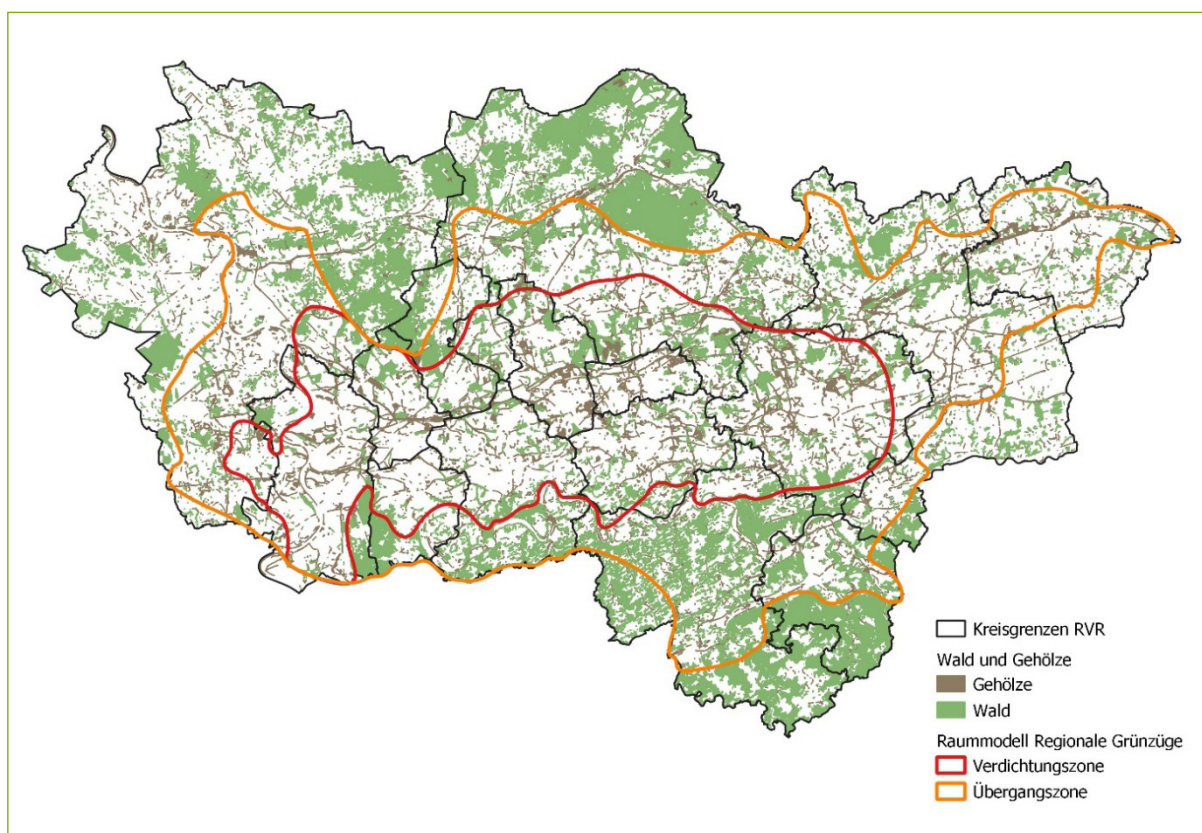 Kreisgrenzen RVR
Wald und Gehölze
Gehölze
Wald
Raummodell Regionale Grünzüge
Verdichtungszone
Übergangszone